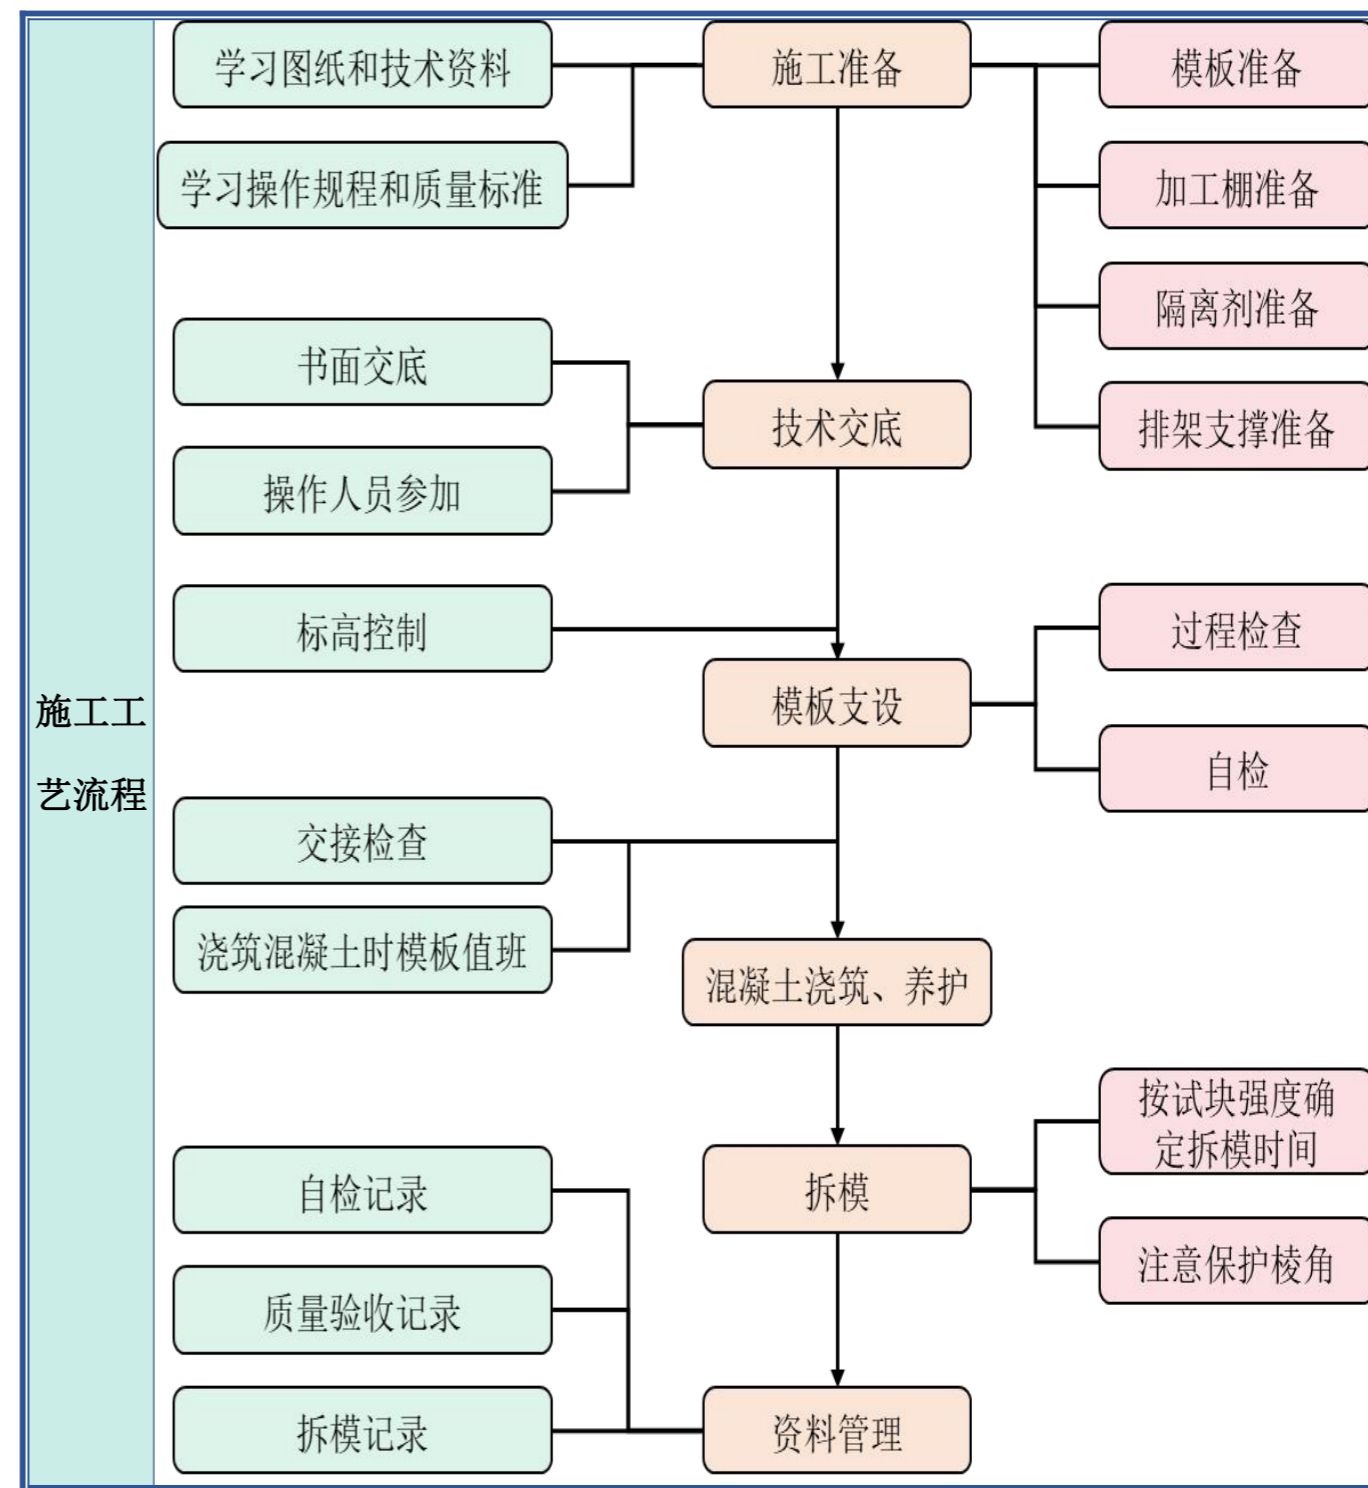 施工工
艺流程
学习图纸和技术资料
施工准备
模板准备
学习操作规程和质量标准
加工棚准备
隔离剂准备
书面交底
技术交底
排架支撑准备
操作人员参加
标高控制
过程检查
模板支设
自检
交接检查
浇筑混凝土时模板值班
混凝土浇筑、养护
按试块强度确
定拆模时间
自检记录
拆模
注意保护棱角
质量验收记录
拆模记录
资料管理